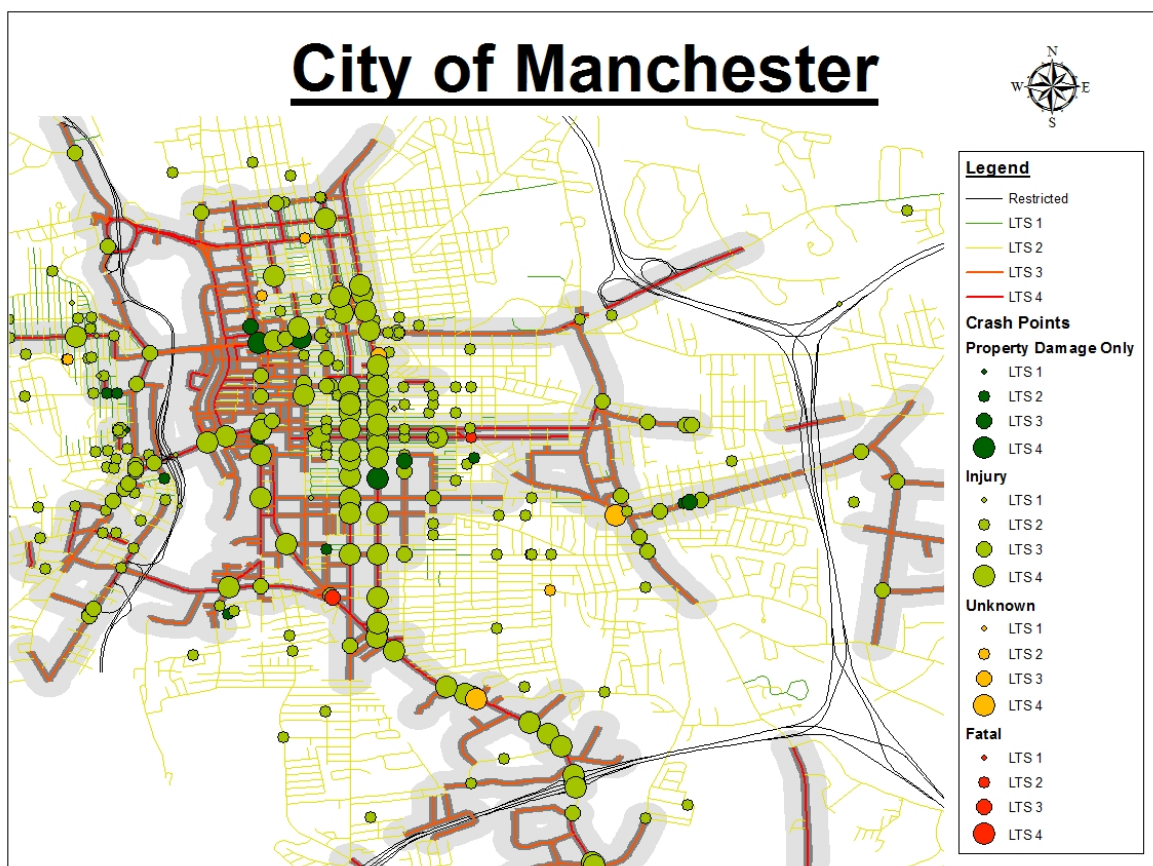 City of Manchester
N
W E
S
Legend
Restricted
LTS 1
LTS 2
LTS 3
LTS 4
Crash Points
Property Damage Only
LTS 1
LTS 2
LTS 3
LTS 4
Injury
LTS 1
LTS 2
LTS 3
LTS 4
Unknown
LTS 1
LTS 2
LTS 3
LTS 4
Fatal
LTS 1
LTS 2
LTS 3
LTS 4